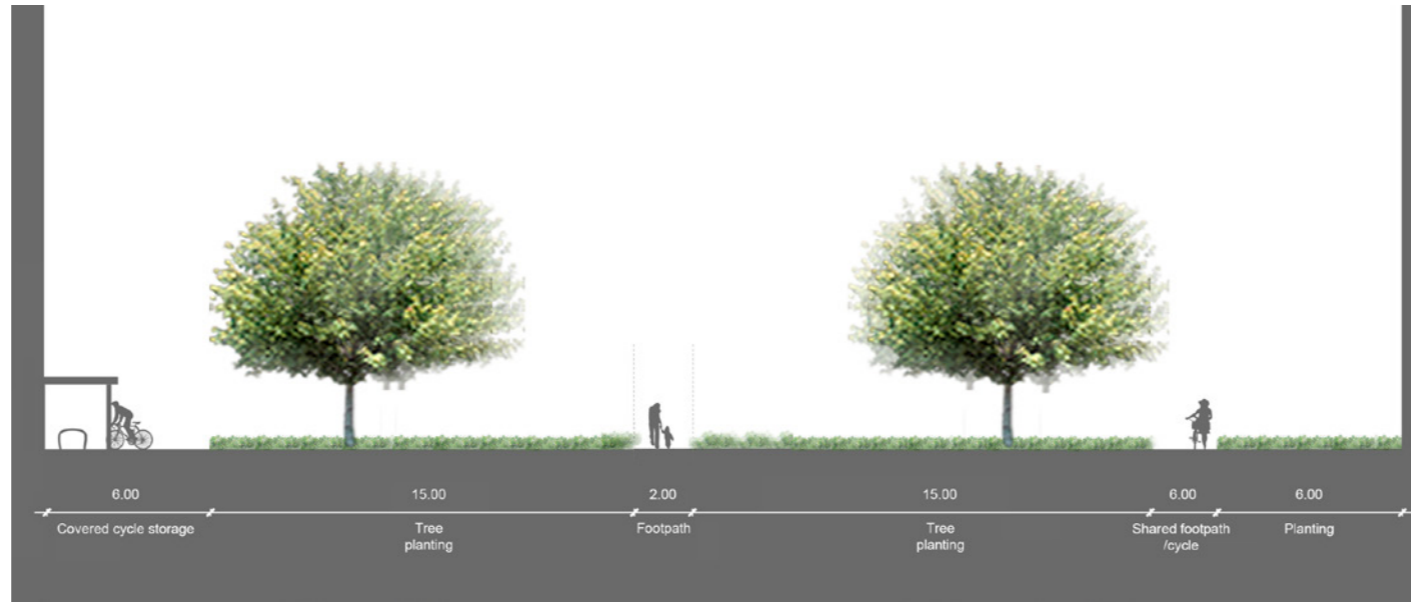 6.00
15.00
2.00
15.00
6.00
6.00
Covered cycle storage
Tree
planting
Footpath
Tree
planting
Shared footpath
/cycle
Planting